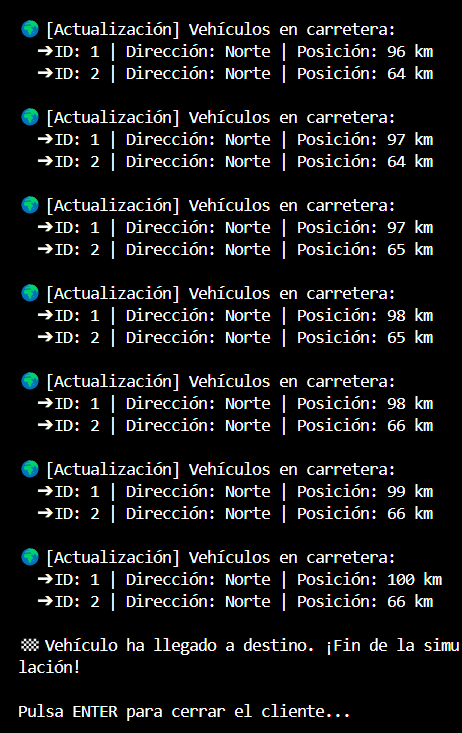 🌍 [Actualización] Vehículos en carretera:
➔ID: 1 | Dirección: Norte | Posición: 96 km
➔ID: 2 | Dirección: Norte | Posición: 64 km
🌍 [Actualización] Vehículos en carretera:
➔ID: 1 | Dirección: Norte | Posición: 97 km
➔ID: 2 | Dirección: Norte | Posición: 64 km
🌍 [Actualización] Vehículos en carretera:
➔ID: 1 | Dirección: Norte | Posición: 97 km
➔ID: 2 | Dirección: Norte | Posición: 65 km
🌍 [Actualización] Vehículos en carretera:
➔ID: 1 | Dirección: Norte | Posición: 98 km
➔ID: 2 | Dirección: Norte | Posición: 65 km
🌍 [Actualización] Vehículos en carretera:
➔ID: 1 | Dirección: Norte | Posición: 98 km
➔ID: 2 | Dirección: Norte | Posición: 66 km
🌍 [Actualización] Vehículos en carretera:
➔ID: 1 | Dirección: Norte | Posición: 99 km
➔ID: 2 | Dirección: Norte | Posición: 66 km
🌍 [Actualización] Vehículos en carretera:
➔ID: 1 | Dirección: Norte | Posición: 100 km
➔ID: 2 | Dirección: Norte | Posición: 66 km
🏁 Vehículo ha llegado a destino. ¡Fin de la simu
lación!
Pulsa ENTER para cerrar el cliente...